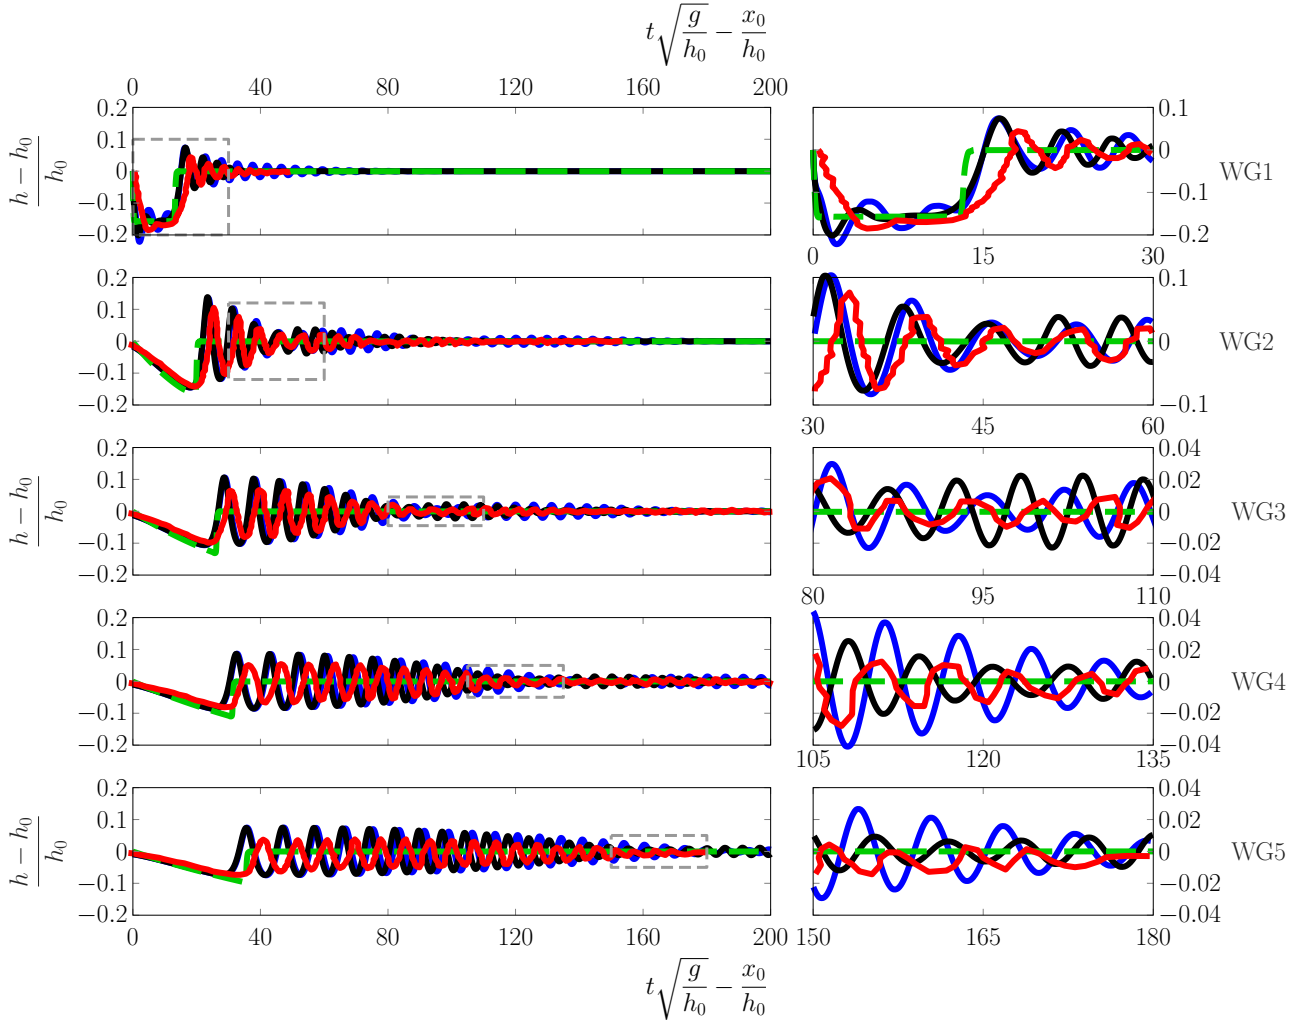 t√(g/h₀) − x₀/h₀
0 40 80 120 160 200
0.2 0.1 0 −0.1 −0.2
(h − h₀)/h₀
0.1 0 −0.1 −0.2
0 15 30
WG1
0.2 0.1 0 −0.1 −0.2
0.1 0 −0.1
30 45 60
WG2
0.2 0.1 0 −0.1 −0.2
(h − h₀)/h₀
0.04 0.02 0 −0.02 −0.04
80 95 110
WG3
0.2 0.1 0 −0.1 −0.2
0.04 0.02 0 −0.02 −0.04
105 120 135
WG4
0.2 0.1 0 −0.1 −0.2
(h − h₀)/h₀
0.04 0.02 0 −0.02 −0.04
150 165 180
WG5
0 40 80 120 160 200
t√(g/h₀) − x₀/h₀